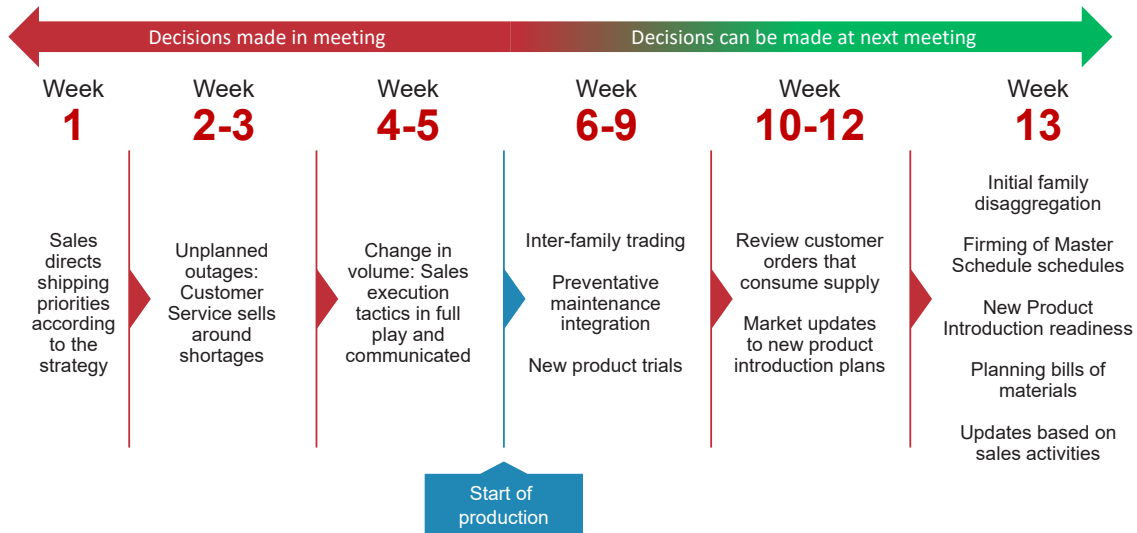 Decisions made in meeting
Decisions can be made at next meeting
Week
1
Week
2-3
Week
4-5
Week
6-9
Week
10-12
Week
13
Sales
directs
shipping
priorities
according
to the
strategy
Unplanned
outages:
Customer
Service sells
around
shortages
Change in
volume: Sales
execution
tactics in full
play and
communicated
Inter-family trading
Preventative
maintenance
integration
New product trials
Review customer
orders that
consume supply
Market updates
to new product
introduction plans
Initial family
disaggregation
Firming of Master
Schedule schedules
New Product
Introduction readiness
Planning bills of
materials
Updates based on
sales activities
Start of
production